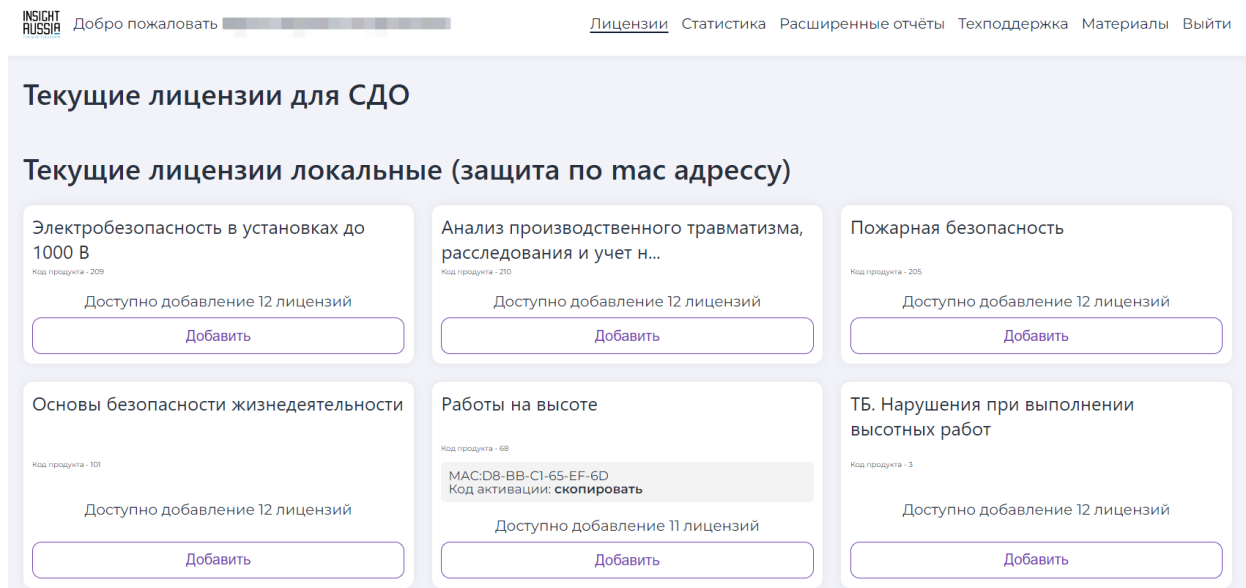 INSIGHT
RUSSIA
Добро пожаловать
Лицензии Статистика Расширенные отчёты Техподдержка Материалы Выйти
Текущие лицензии для СДО
Текущие лицензии локальные (защита по mac адрессу)
Электробезопасность в установках до
1000 В
Код продукта - 209
Доступно добавление 12 лицензий
Добавить
Анализ производственного травматизма,
расследования и учет н...
Код продукта - 210
Доступно добавление 12 лицензий
Добавить
Пожарная безопасность
Код продукта - 205
Доступно добавление 12 лицензий
Добавить
Основы безопасности жизнедеятельности
Код продукта - 101
Доступно добавление 12 лицензий
Добавить
Работы на высоте
Код продукта - 68
MAC:D8-BB-C1-65-EF-6D
Код активации: скопировать
Доступно добавление 11 лицензий
Добавить
ТБ. Нарушения при выполнении
высотных работ
Код продукта - 3
Доступно добавление 12 лицензий
Добавить